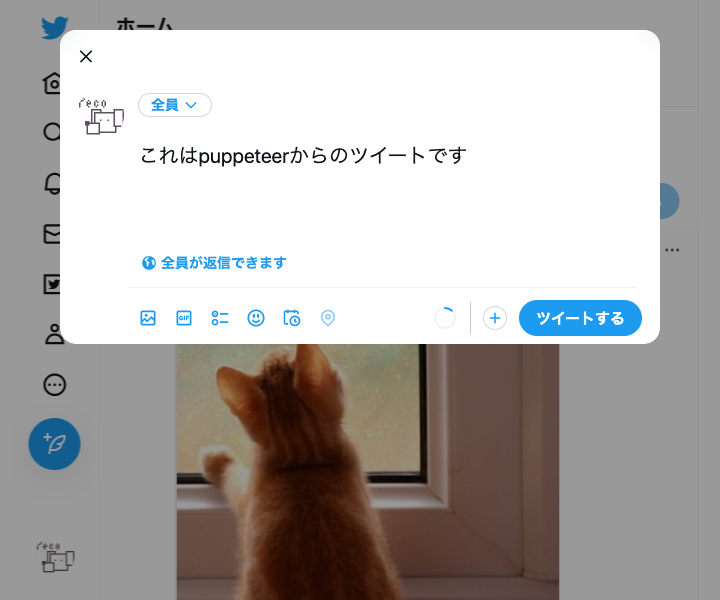 ホーム
全員
reco
これはpuppeteerからのツイートです
全員が返信できます
GIF
ツイートする
reco